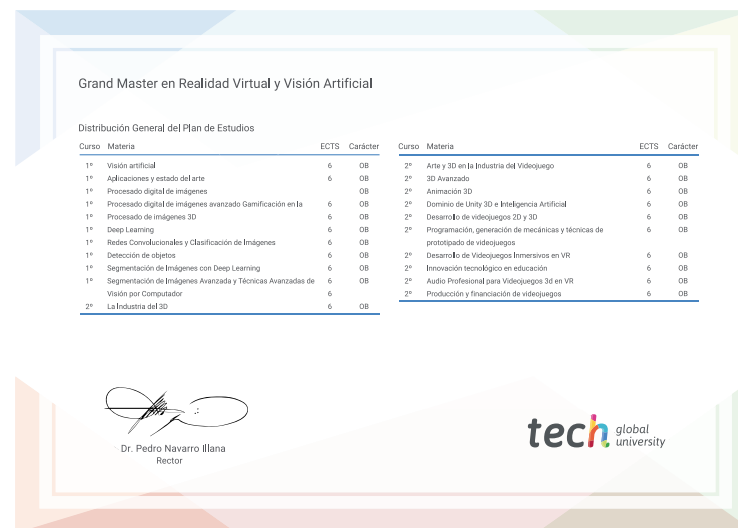 Grand Master en Realidad Virtual y Visión Artificial
Distribución General del Plan de Estudios
Curso Materia ECTS Carácter
1º Visión artificial 6 OB
1º Aplicaciones y estado del arte 6 OB
1º Procesado digital de imágenes OB
1º Procesado digital de imágenes avanzado Gamificación en la 6 OB
1º Procesado de imágenes 3D 6 OB
1º Deep Learning 6 OB
1º Redes Convolucionales y Clasificación de Imágenes 6 OB
1º Detección de objetos 6 OB
1º Segmentación de Imágenes con Deep Learning 6 OB
1º Segmentación de Imágenes Avanzada y Técnicas Avanzadas de 6 OB
Visión por Computador 6
2º La Industria del 3D 6 OB
Curso Materia ECTS Carácter
2º Arte y 3D en la Industria del Videojuego 6 OB
2º 3D Avanzado 6 OB
2º Animación 3D 6 OB
2º Dominio de Unity 3D e Inteligencia Artificial 6 OB
2º Desarrollo de videojuegos 2D y 3D 6 OB
2º Programación, generación de mecánicas y técnicas de 6 OB
prototipado de videojuegos
2º Desarrollo de Videojuegos Inmersivos en VR 6 OB
2º Innovación tecnológico en educación 6 OB
2º Audio Profesional para Videojuegos 3d en VR 6 OB
2º Producción y financiación de videojuegos 6 OB
Dr. Pedro Navarro Illana
Rector
tech global
university